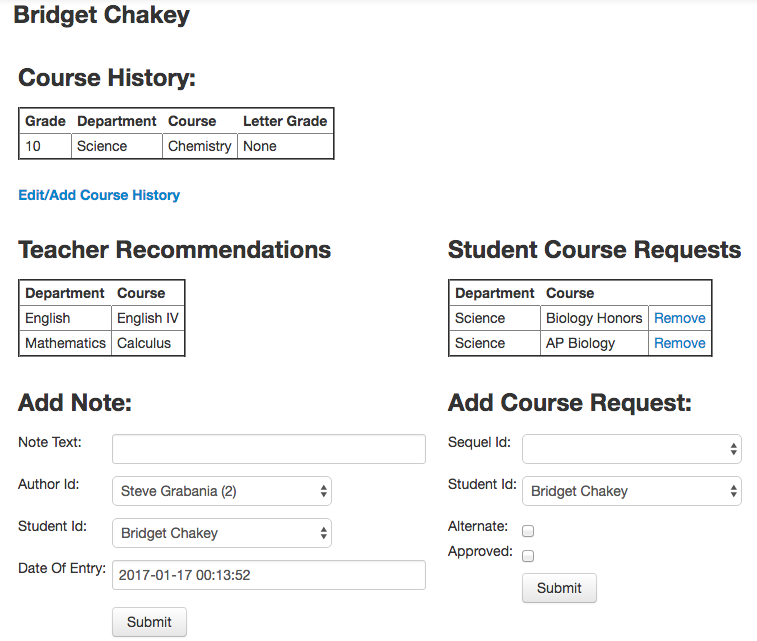 Bridget Chakey
Course History:
Grade Department Course Letter Grade
10 Science Chemistry None
Edit/Add Course History
Teacher Recommendations
Department Course
English English IV
Mathematics Calculus
Student Course Requests
Department Course
Science Biology Honors Remove
Science AP Biology Remove
Add Note:
Note Text:
Author Id: Steve Grabania (2)
Student Id: Bridget Chakey
Date Of Entry: 2017-01-17 00:13:52
Submit
Add Course Request:
Sequel Id:
Student Id: Bridget Chakey
Alternate:
Approved:
Submit